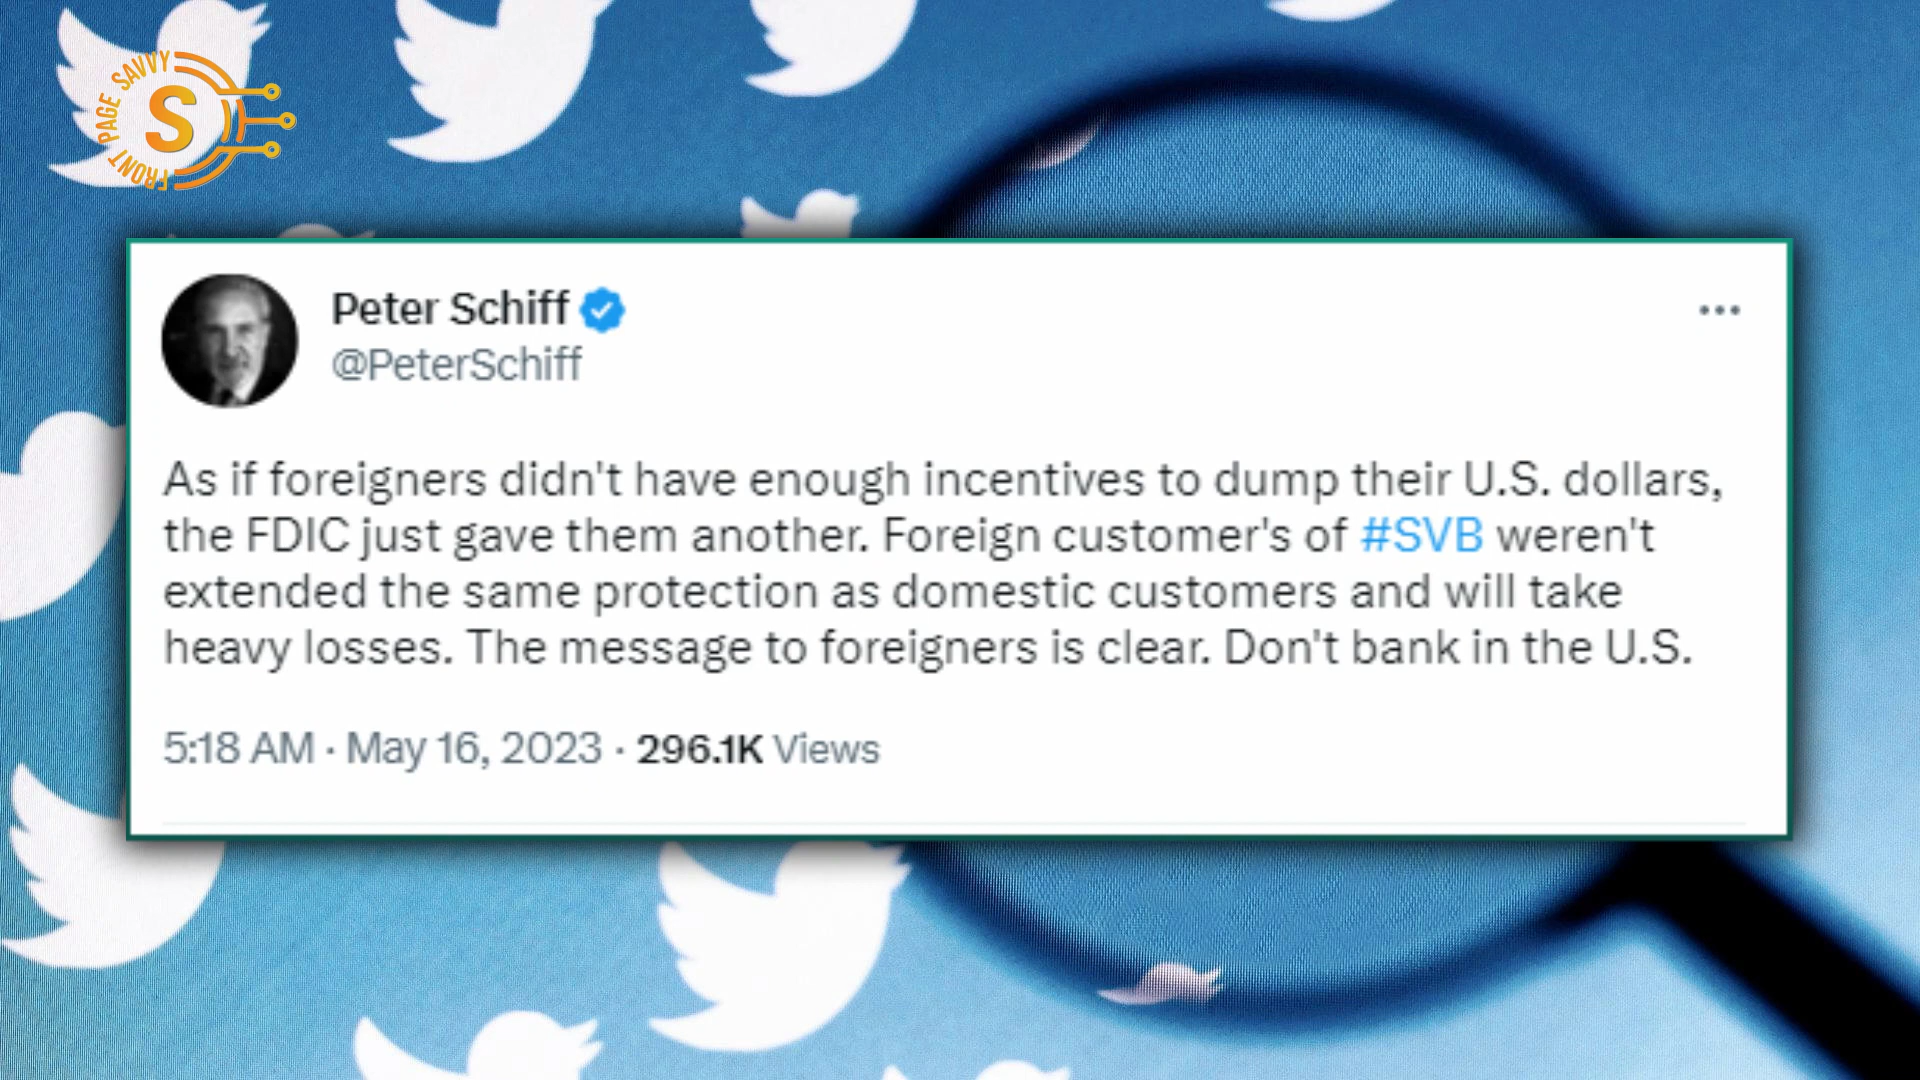 FRONT PAGE SAVVY
S
Peter Schiff
@PeterSchiff
As if foreigners didn't have enough incentives to dump their U.S. dollars,
the FDIC just gave them another. Foreign customer's of #SVB weren't
extended the same protection as domestic customers and will take
heavy losses. The message to foreigners is clear. Don't bank in the U.S.
5:18 AM · May 16, 2023 · 296.1K Views